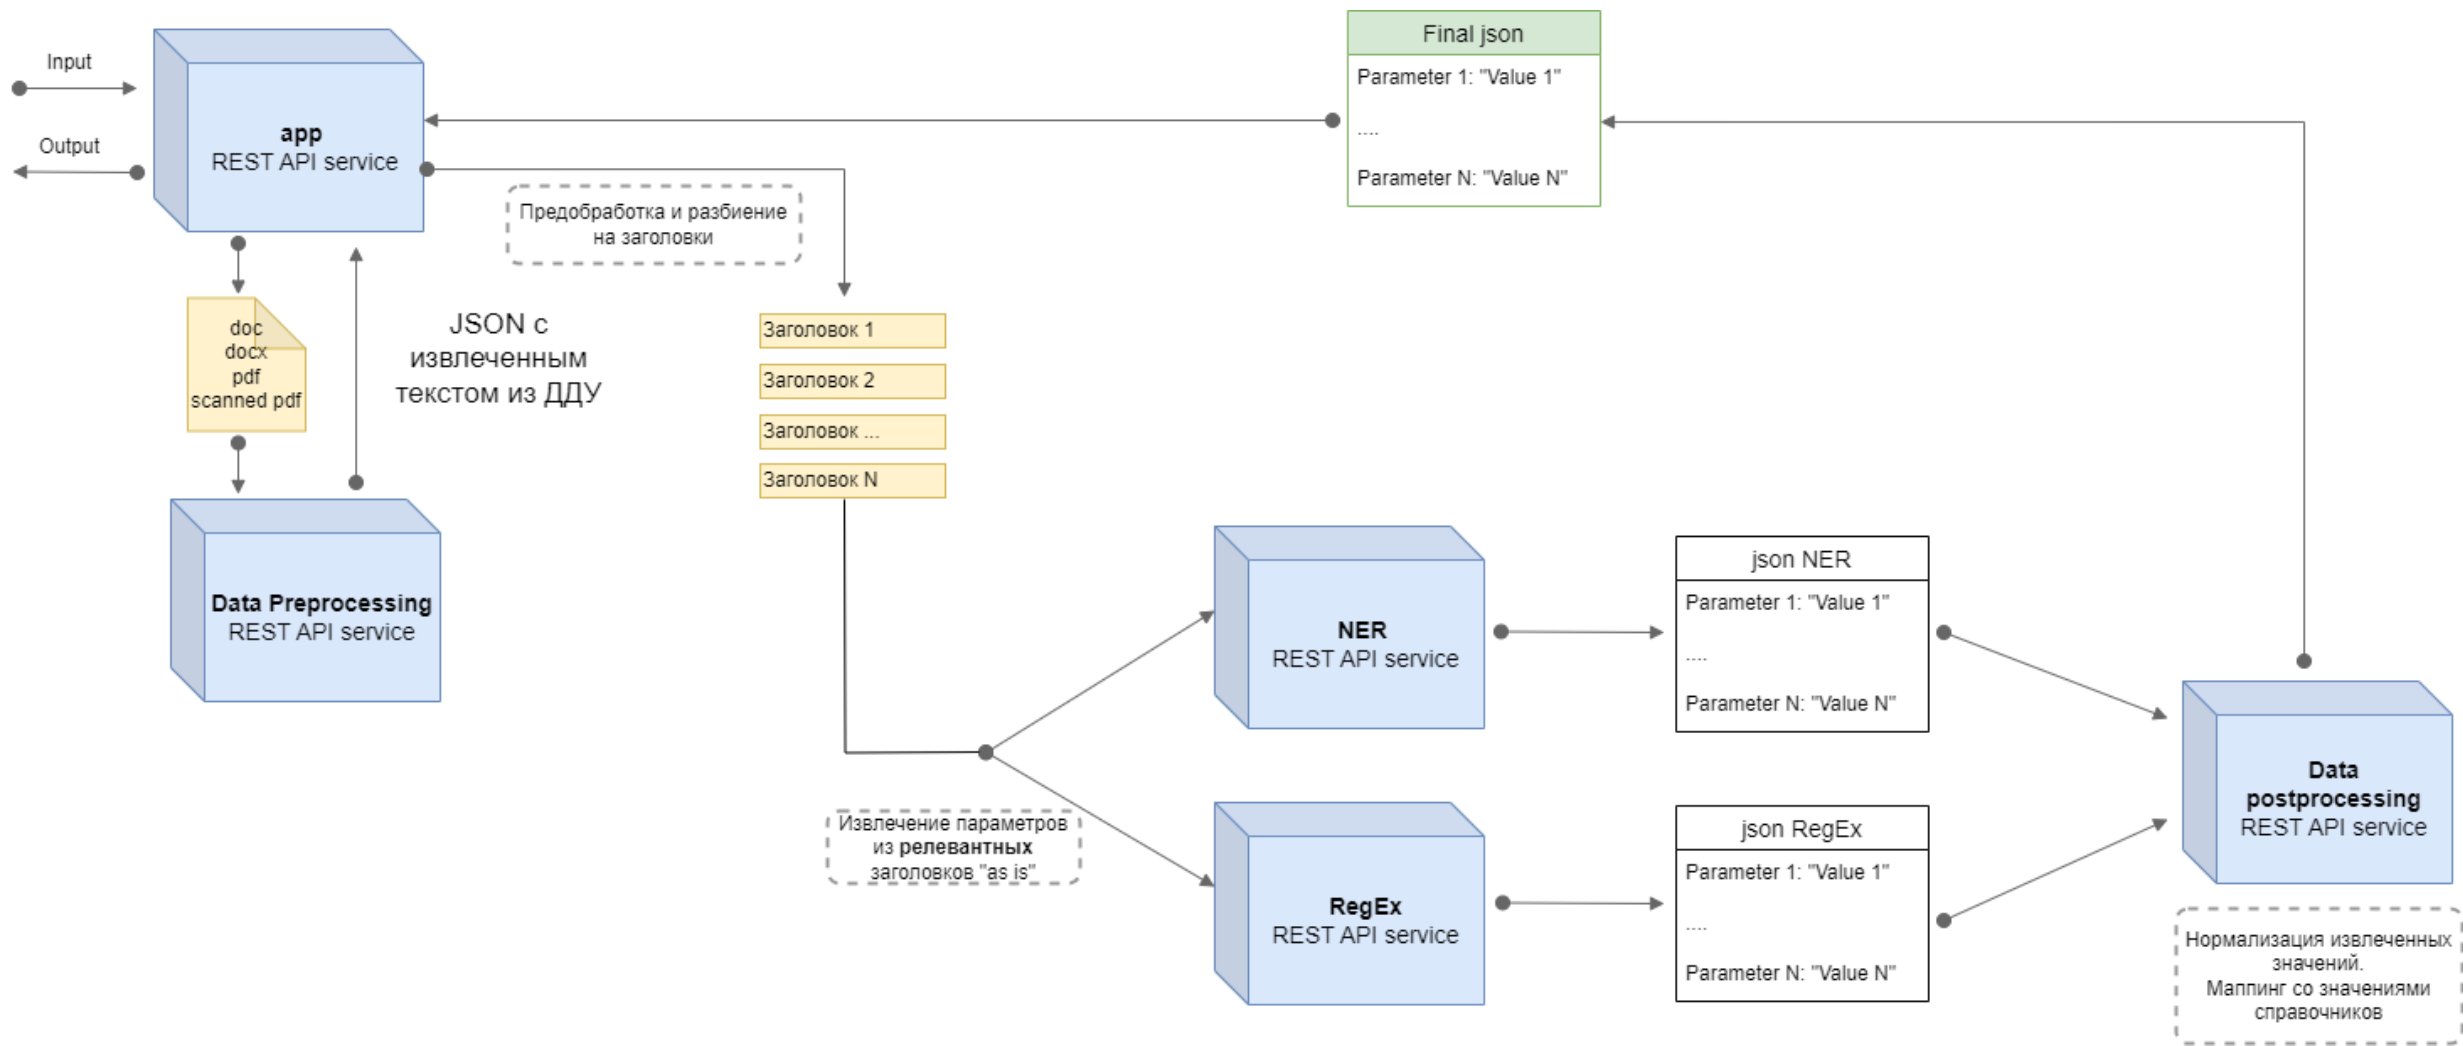 Input
Output
app
REST API service
Final json
Parameter 1: "Value 1"
....
Parameter N: "Value N"
Предобработка и разбиение
на заголовки
doc
docx
pdf
scanned pdf
JSON с
извлеченным
текстом из ДДУ
Заголовок 1
Заголовок 2
Заголовок ...
Заголовок N
Data Preprocessing
REST API service
NER
REST API service
json NER
Parameter 1: "Value 1"
....
Parameter N: "Value N"
Извлечение параметров
из релевантных
заголовков "as is"
RegEx
REST API service
json RegEx
Parameter 1: "Value 1"
....
Parameter N: "Value N"
Data
postprocessing
REST API service
Нормализация извлеченных
значений.
Маппинг со значениями
справочников